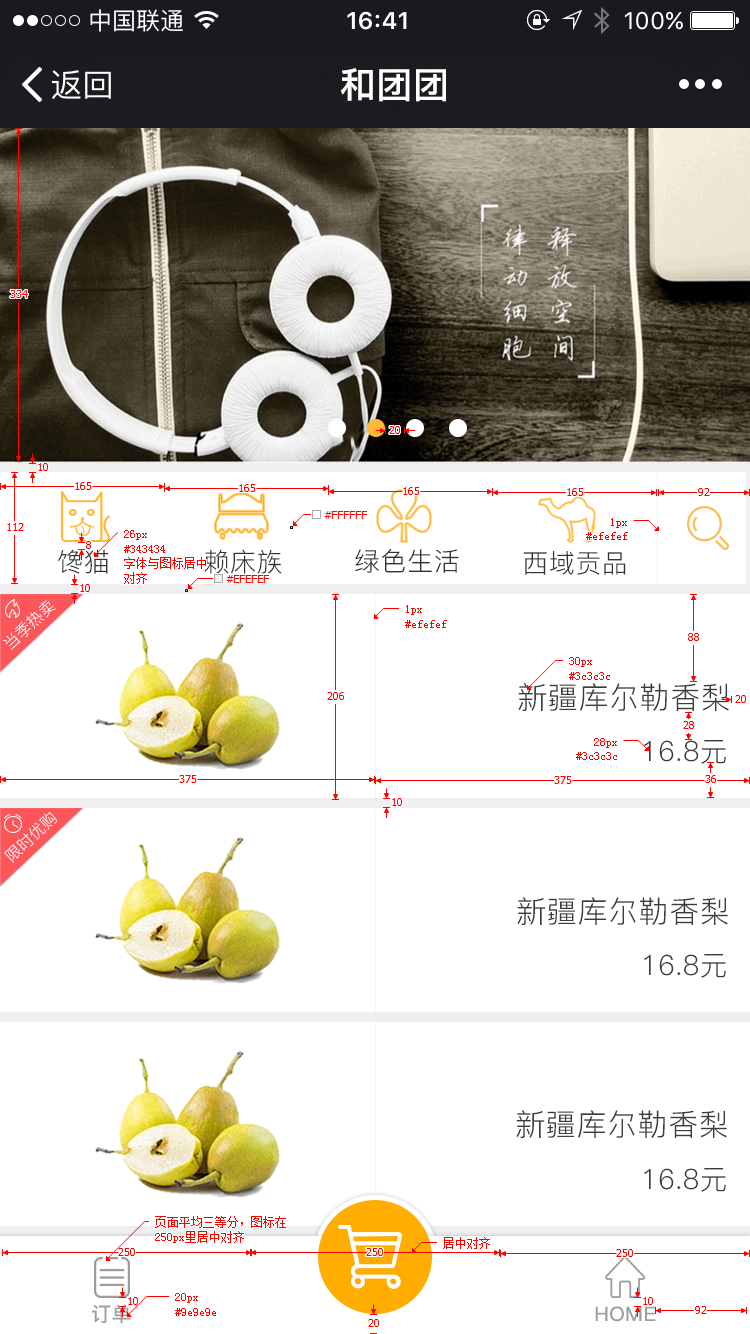 中国联通 16:41 100%
返回 和团团
释放空间
律动细胞
334
20
10
165 165 165 165 92
112
#FFFFFF
1px
#efefef
26px
#343434
字体与图标居中
对齐
8
馋猫 赖床族 绿色生活 西域贡品
#EFEFEF
10
当季热卖
1px
#efefef
88
206
30px
#3c3c3c
新疆库尔勒香梨
20
28
28px
#3c3c3c
16.8元
36
375 375
10
限时优购
新疆库尔勒香梨
16.8元
新疆库尔勒香梨
16.8元
页面平均三等分，图标在
250px里居中对齐
居中对齐
250 250 250
20px
#9e9e9e
10
10
92
订单 HOME
20